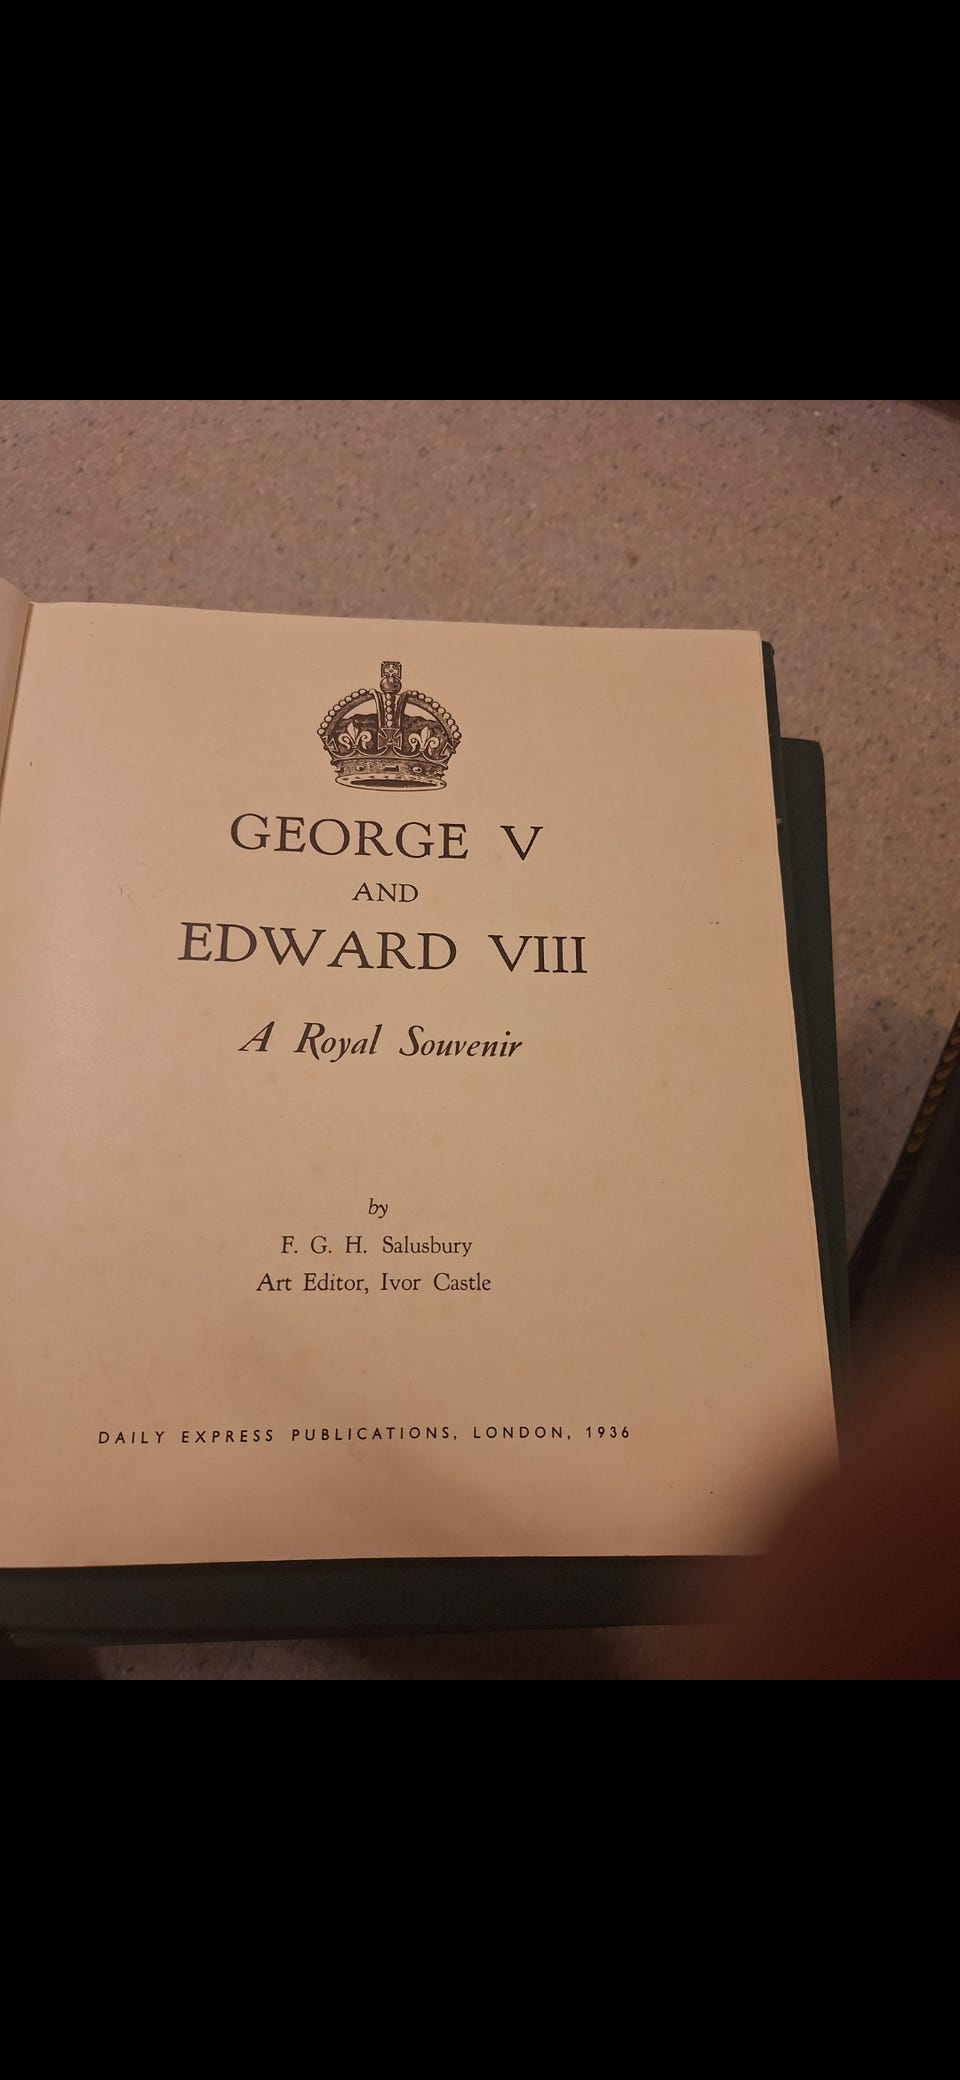 GEORGE V
AND
EDWARD VIII
A Royal Souvenir
by
F. G. H. Salusbury
Art Editor, Ivor Castle
DAILY EXPRESS PUBLICATIONS, LONDON, 1936